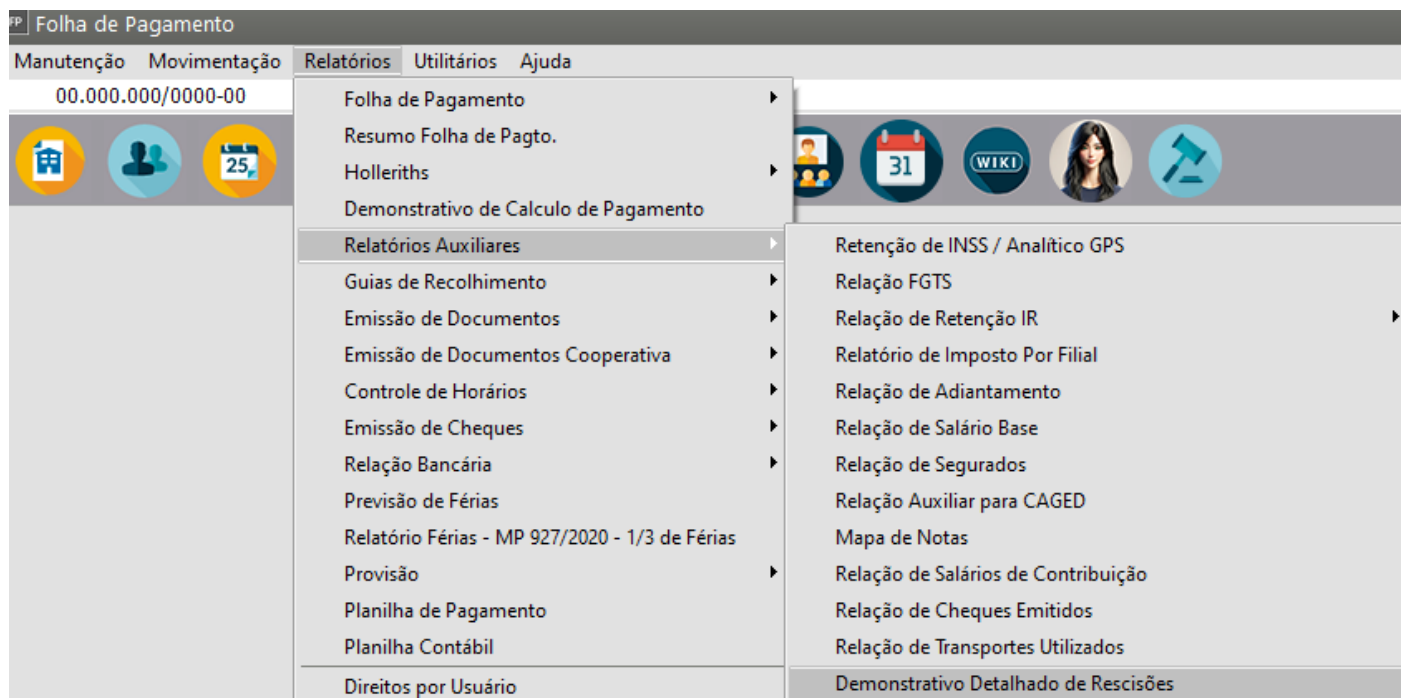 FP Folha de Pagamento
Manutenção Movimentação Relatórios Utilitários Ajuda
00.000.000/0000-00
25
31
WIKI
Folha de Pagamento
Resumo Folha de Pagto.
Holleriths
Demonstrativo de Calculo de Pagamento
Relatórios Auxiliares
Guias de Recolhimento
Emissão de Documentos
Emissão de Documentos Cooperativa
Controle de Horários
Emissão de Cheques
Relação Bancária
Previsão de Férias
Relatório Férias - MP 927/2020 - 1/3 de Férias
Provisão
Planilha de Pagamento
Planilha Contábil
Direitos por Usuário
Retenção de INSS / Analítico GPS
Relação FGTS
Relação de Retenção IR
Relatório de Imposto Por Filial
Relação de Adiantamento
Relação de Salário Base
Relação de Segurados
Relação Auxiliar para CAGED
Mapa de Notas
Relação de Salários de Contribuição
Relação de Cheques Emitidos
Relação de Transportes Utilizados
Demonstrativo Detalhado de Rescisões